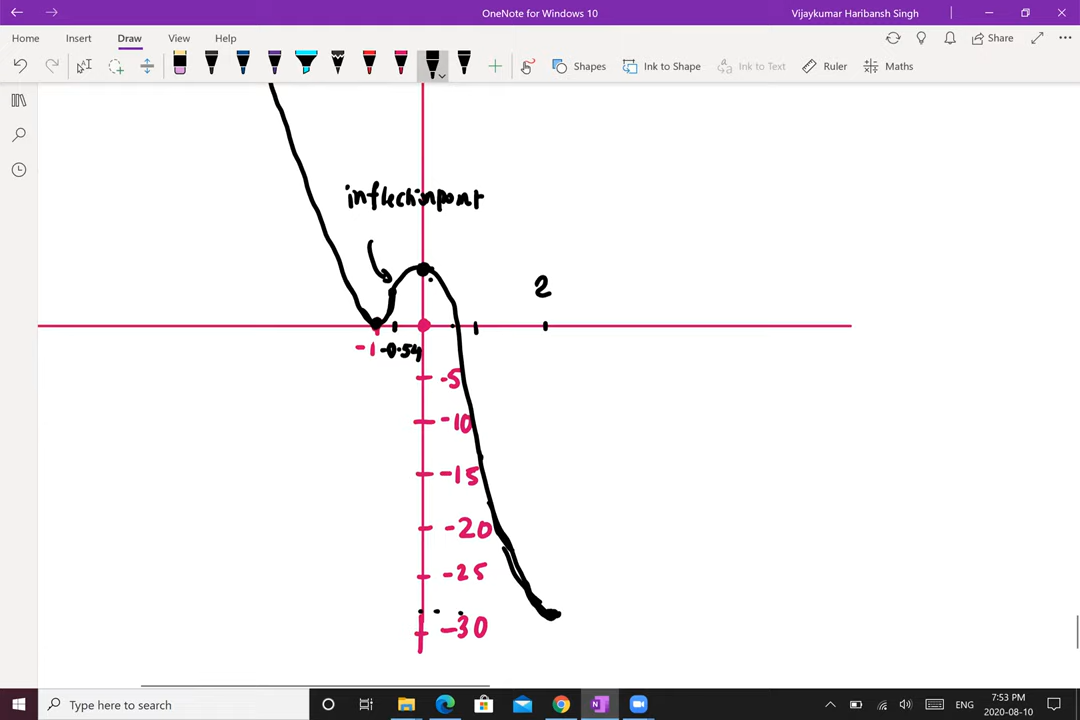 OneNote for Windows 10
Vijaykumar Haribansh Singh
Home Insert Draw View Help
Share
Shapes Ink to Shape Ink to Text Ruler Maths
inflectionpoint
2
-1 -0.54
-5
-10
-15
-20
-25
-30
Type here to search
ENG
7:53 PM
2020-08-10